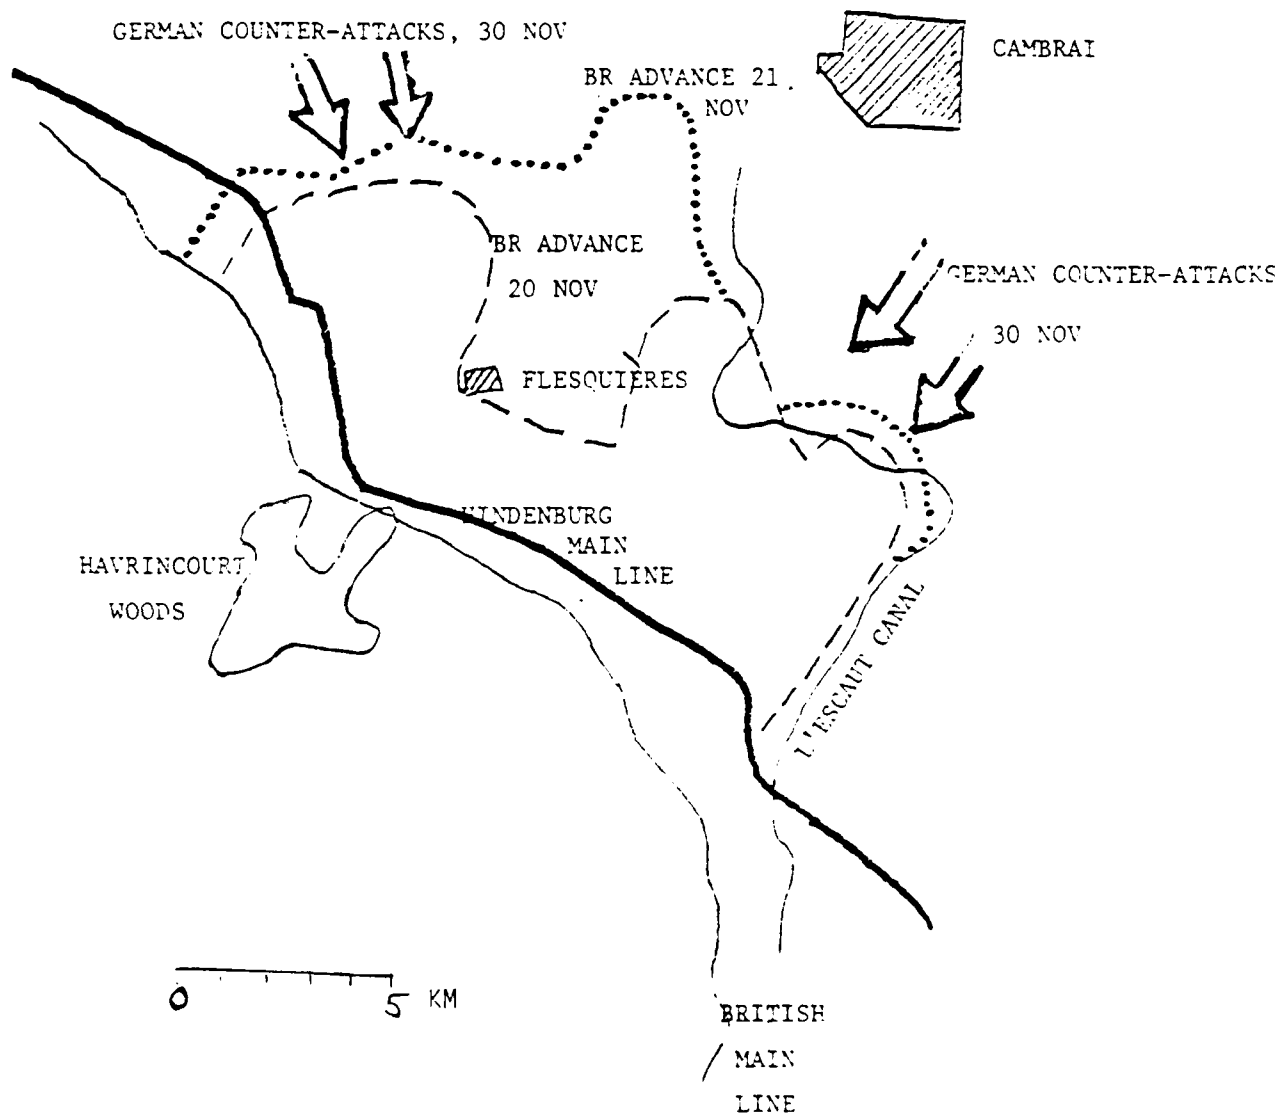 GERMAN COUNTER-ATTACKS, 30 NOV
CAMBRAI
BR ADVANCE 21
NOV
BR ADVANCE
20 NOV
GERMAN COUNTER-ATTACKS
30 NOV
FLESQUIERES
HINDENBURG
MAIN
LINE
HAVRINCOURT
WOODS
L'ESCAUT CANAL
0 5 KM
BRITISH
MAIN
LINE